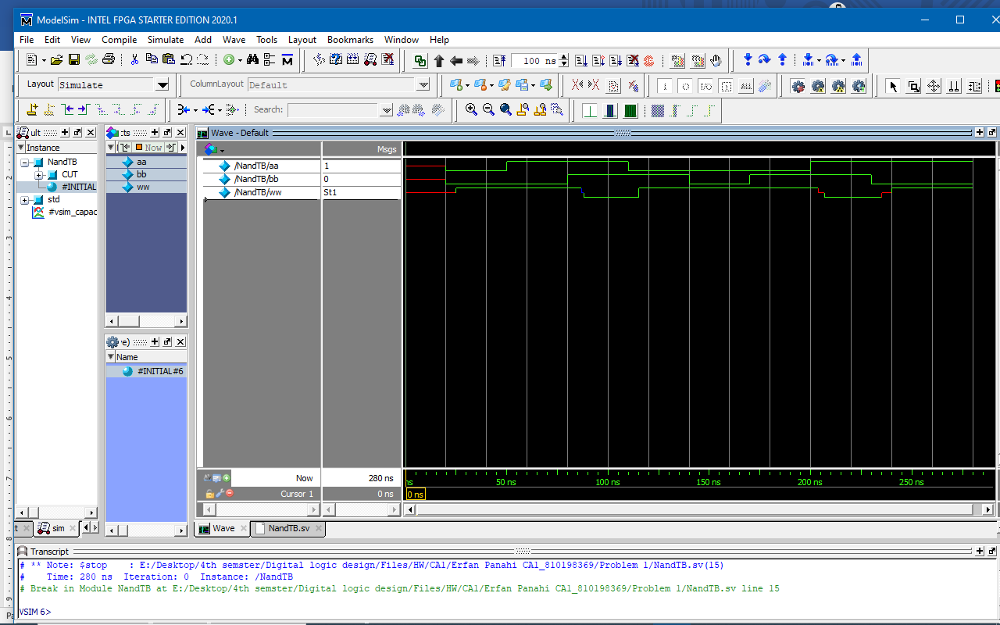 ModelSim - INTEL FPGA STARTER EDITION 2020.1
File Edit View Compile Simulate Add Wave Tools Layout Bookmarks Window Help
100 ns
Layout Simulate ColumnLayout Default
Search:
ult
Instance
NandTB
CUT
#INITIAL
std
#vsim_capac
:ts
Now
aa
bb
ww
Wave - Default
Msgs
/NandTB/aa 1
/NandTB/bb 0
/NandTB/ww St1
Name
#INITIAL#6
Now 280 ns
Cursor 1 0 ns
ns 50 ns 100 ns 150 ns 200 ns 250 ns
0 ns
t sim
Wave NandTB.sv
Transcript
# ** Note: $stop : E:/Desktop/4th semster/Digital logic design/Files/HW/CA1/Erfan Panahi CA1_810198369/Problem 1/NandTB.sv(15)
# Time: 280 ns Iteration: 0 Instance: /NandTB
# Break in Module NandTB at E:/Desktop/4th semster/Digital logic design/Files/HW/CA1/Erfan Panahi CA1_810198369/Problem 1/NandTB.sv line 15
VSIM 6>